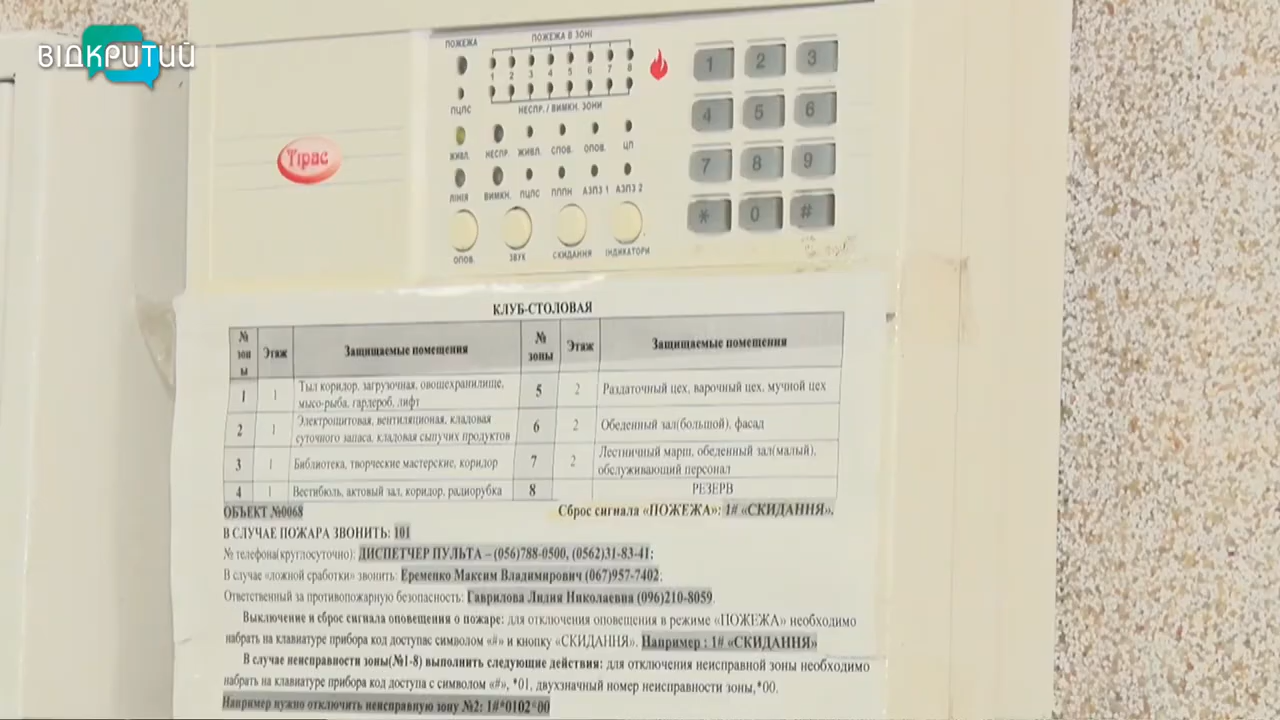 ВІДКРИТИЙ
ПОЖЕЖА
ПОЖЕЖА В ЗОНІ
1 2 3 4 5 6 7 8
ПЦПС
НЕСПР. / ВИМКН. ЗОНИ
ЖИВЛ. НЕСПР. ЖИВЛ. СПОВ. ОПОВ. ЦП
ЛІНІЯ ВИМКН. ПЦПС ПППН АЗПЗ 1 АЗПЗ 2
ОПОВ. ЗВУК СКИДАННЯ ІНДИКАТОРИ
Тірас
1 2 3
4 5 6
7 8 9
* 0 #
КЛУБ-СТОЛОВАЯ
№ зоны Этаж Защищаемые помещения № зоны Этаж Защищаемые помещения
1 1 Тыл коридор, загрузочная, овощехранилище, мысо-рыба, гардероб, лифт 5 2 Раздаточный цех, варочный цех, мучной цех
2 1 Электрощитовая, вентиляционая, кладовая суточного запаса, кладовая сыпучих продуктов 6 2 Обеденный зал(большой), фасад
3 1 Библиотека, творческие мастерские, коридор 7 2 Лестничный марш, обеденный зал(малый), обслуживающий персонал
4 1 Вестибюль, актовый зал, коридор, радиорубка 8 РЕЗЕРВ
ОБЪЕКТ №0068 Сброс сигнала «ПОЖЕЖА»: 1# «СКИДАННЯ».
В СЛУЧАЕ ПОЖАРА ЗВОНИТЬ: 101
№ телефона(круглосуточно): ДИСПЕТЧЕР ПУЛЬТА – (056)788-0500, (0562)31-83-41;
В случае «ложной сработки» звонить: Еременко Максим Владимирович (067)957-7402;
Ответственный за противопожарную безопасность: Гаврилова Лидия Николаевна (096)210-8059.
Выключение и сброс сигнала оповещения о пожаре: для отключения оповещения в режиме «ПОЖЕЖА» необходимо
набрать на клавиатуре прибора код доступас символом «#» и кнопку «СКИДАННЯ». Например : 1# «СКИДАННЯ»
В случае неисправности зоны(№1-8) выполнить следующие действия: для отключения неисправной зоны необходимо
набрать на клавиатуре прибора код доступа с символом «#», *01, двухзначный номер неисправности зоны,*00.
Например нужно отключить неисправную зону №2: 1#*0102*00